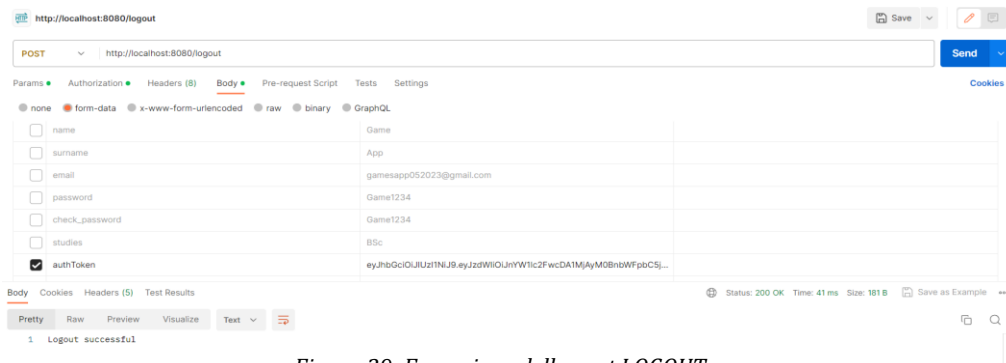 HTTP http://localhost:8080/logout Save
POST http://localhost:8080/logout Send
Params Authorization Headers (8) Body Pre-request Script Tests Settings Cookies
none form-data x-www-form-urlencoded raw binary GraphQL
name Game
surname App
email gamesapp052023@gmail.com
password Game1234
check_password Game1234
studies BSc
authToken
Body Cookies Headers (5) Test Results Status: 200 OK Time: 41 ms Size: 181 B Save as Example
Pretty Raw Preview Visualize Text
1 Logout successful